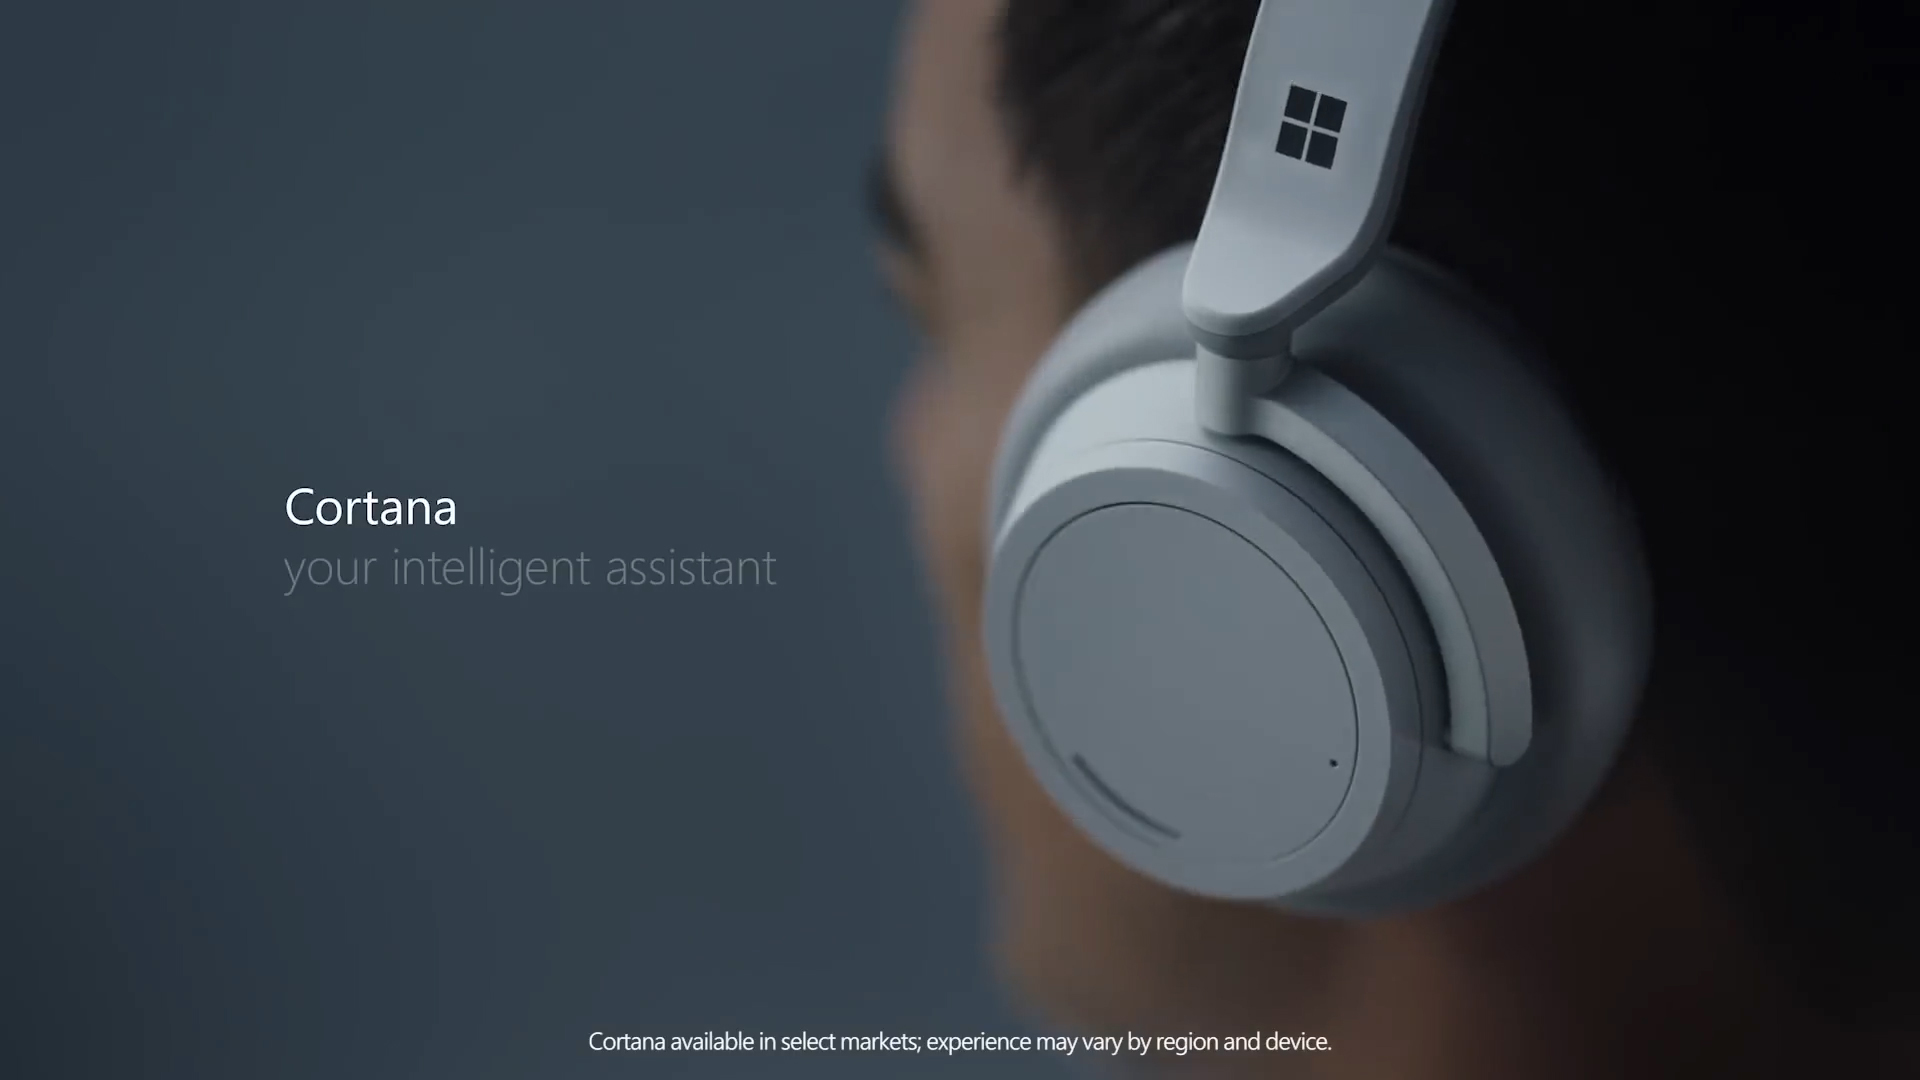 Cortana
your intelligent assistant
Cortana available in select markets; experience may vary by region and device.